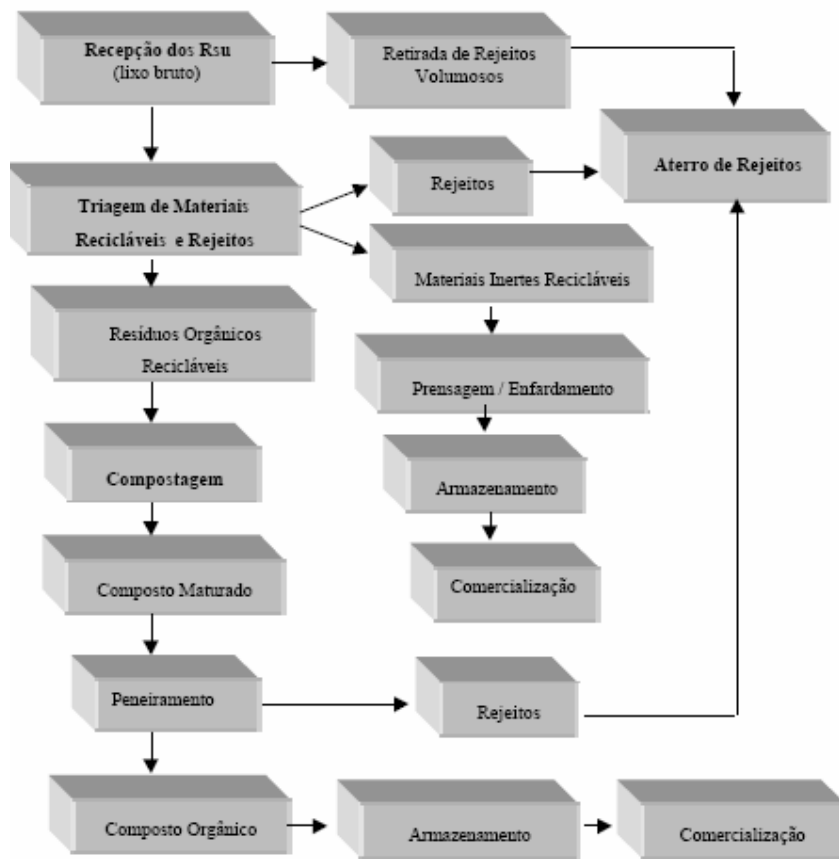 Recepção dos Rsu
(lixo bruto)
Retirada de Rejeitos
Volumosos
Aterro de Rejeitos
Rejeitos
Triagem de Materiais
Recicláveis e Rejeitos
Materiais Inertes Recicláveis
Resíduos Orgânicos
Recicláveis
Prensagem / Enfardamento
Compostagem
Armazenamento
Composto Maturado
Comercialização
Peneiramento
Rejeitos
Composto Orgânico
Armazenamento
Comercialização